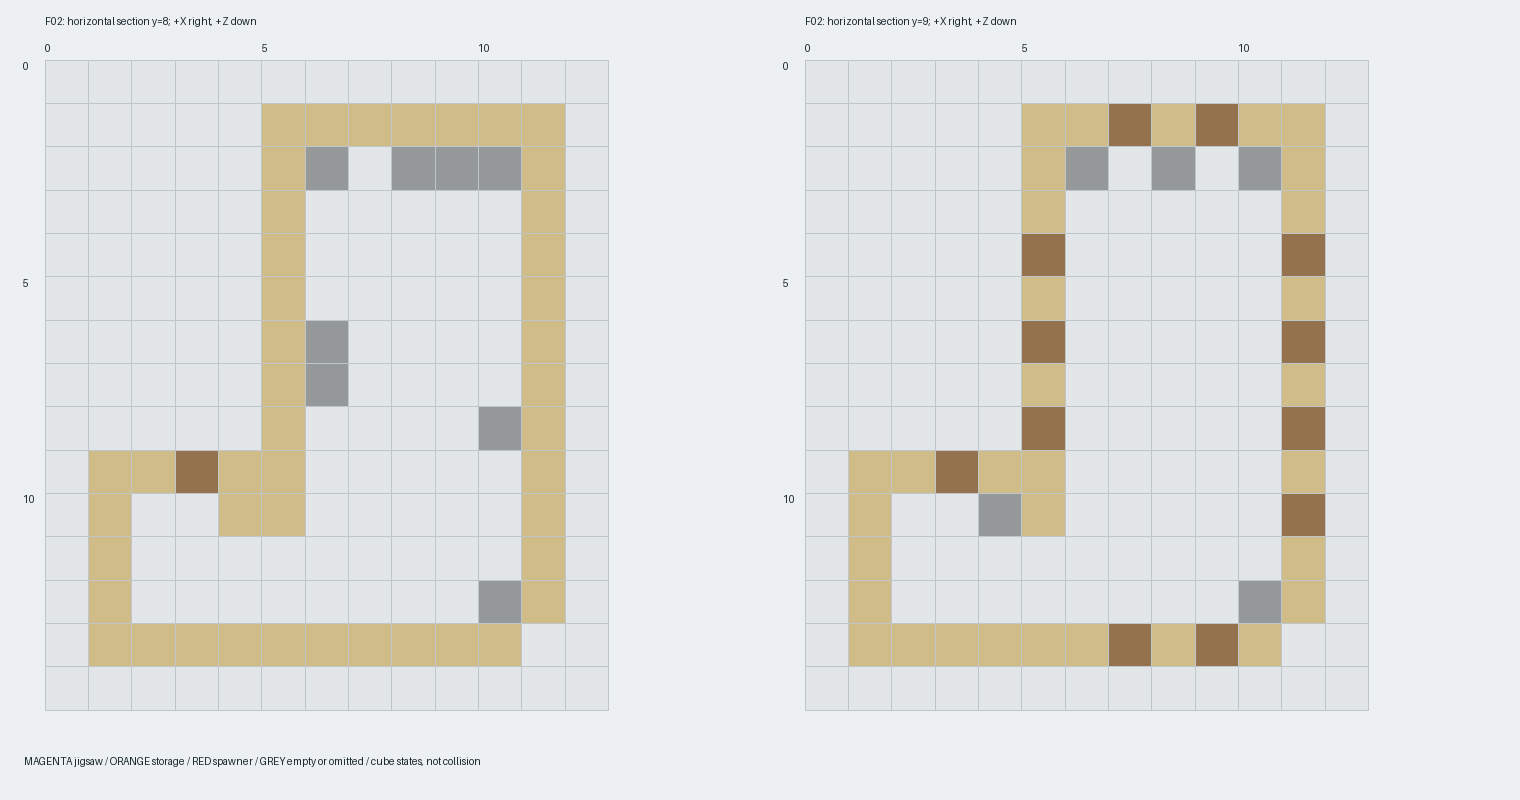 F02: horizontal section y=8; +X right, +Z down
F02: horizontal section y=9; +X right, +Z down
0 5 10
0 5 10
0
0
5
5
10
10
MAGENTA jigsaw / ORANGE storage / RED spawner / GREY empty or omitted / cube states, not collision